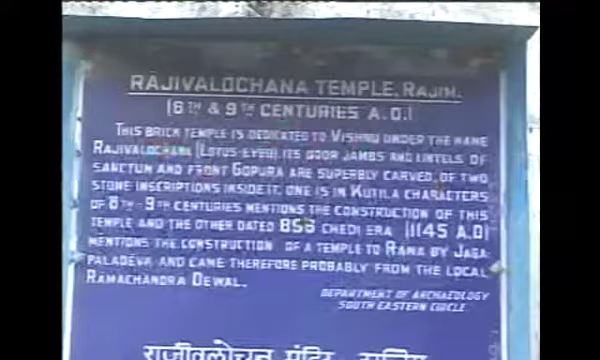 RAJIVALOCHANA TEMPLE, RAJIM.
(8TH & 9TH CENTURIES A.D.)
THIS BRICK TEMPLE IS DEDICATED TO VISHNU UNDER THE NAME
RAJIVALOCHANA (LOTUS-EYED) ITS DOOR JAMBS AND LINTELS OF
SANCTUM AND FRONT GOPURA ARE SUPERBLY CARVED. OF TWO
STONE INSCRIPTIONS INSIDE IT, ONE IS IN KUTILA CHARACTERS
OF 8TH-9TH CENTURIES MENTIONS THE CONSTRUCTION OF THIS
TEMPLE AND THE OTHER DATED 896 CHEDI ERA (1145 A.D)
MENTIONS THE CONSTRUCTION OF A TEMPLE TO RAMA BY JAGA-
PALADEVA AND CAME THEREFORE PROBABLY FROM THE LOCAL
RAMACHANDRA DEWAL.
DEPARTMENT OF ARCHAEOLOGY
SOUTH EASTERN CIRCLE
राजीवलोचन मंदिर